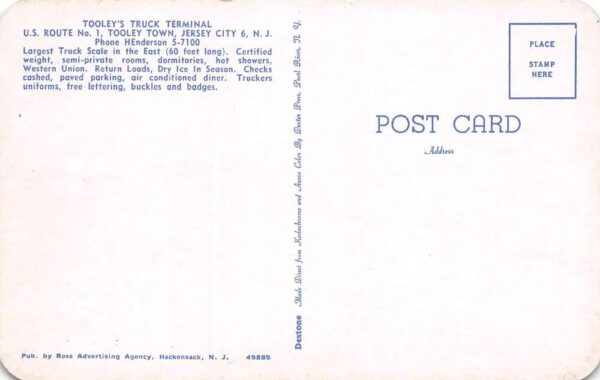 TOOLEY'S TRUCK TERMINAL
U.S. ROUTE No. 1, TOOLEY TOWN, JERSEY CITY 6, N. J.
Phone HEnderson 5-7100
Largest Truck Scale in the East (60 feet long). Certified
weight, semi-private rooms, dormitories, hot showers,
Western Union. Return Loads, Dry Ice In Season. Checks
cashed, paved parking, air conditioned diner. Truckers
uniforms, free lettering, buckles and badges.
Pub. by Ross Advertising Agency, Hackensack, N. J. 49889
Dextone Made Direct from Kodachrome and Ansco Color By Dexter Press, Pearl River, N. Y.
PLACE
STAMP
HERE
POST CARD
Address